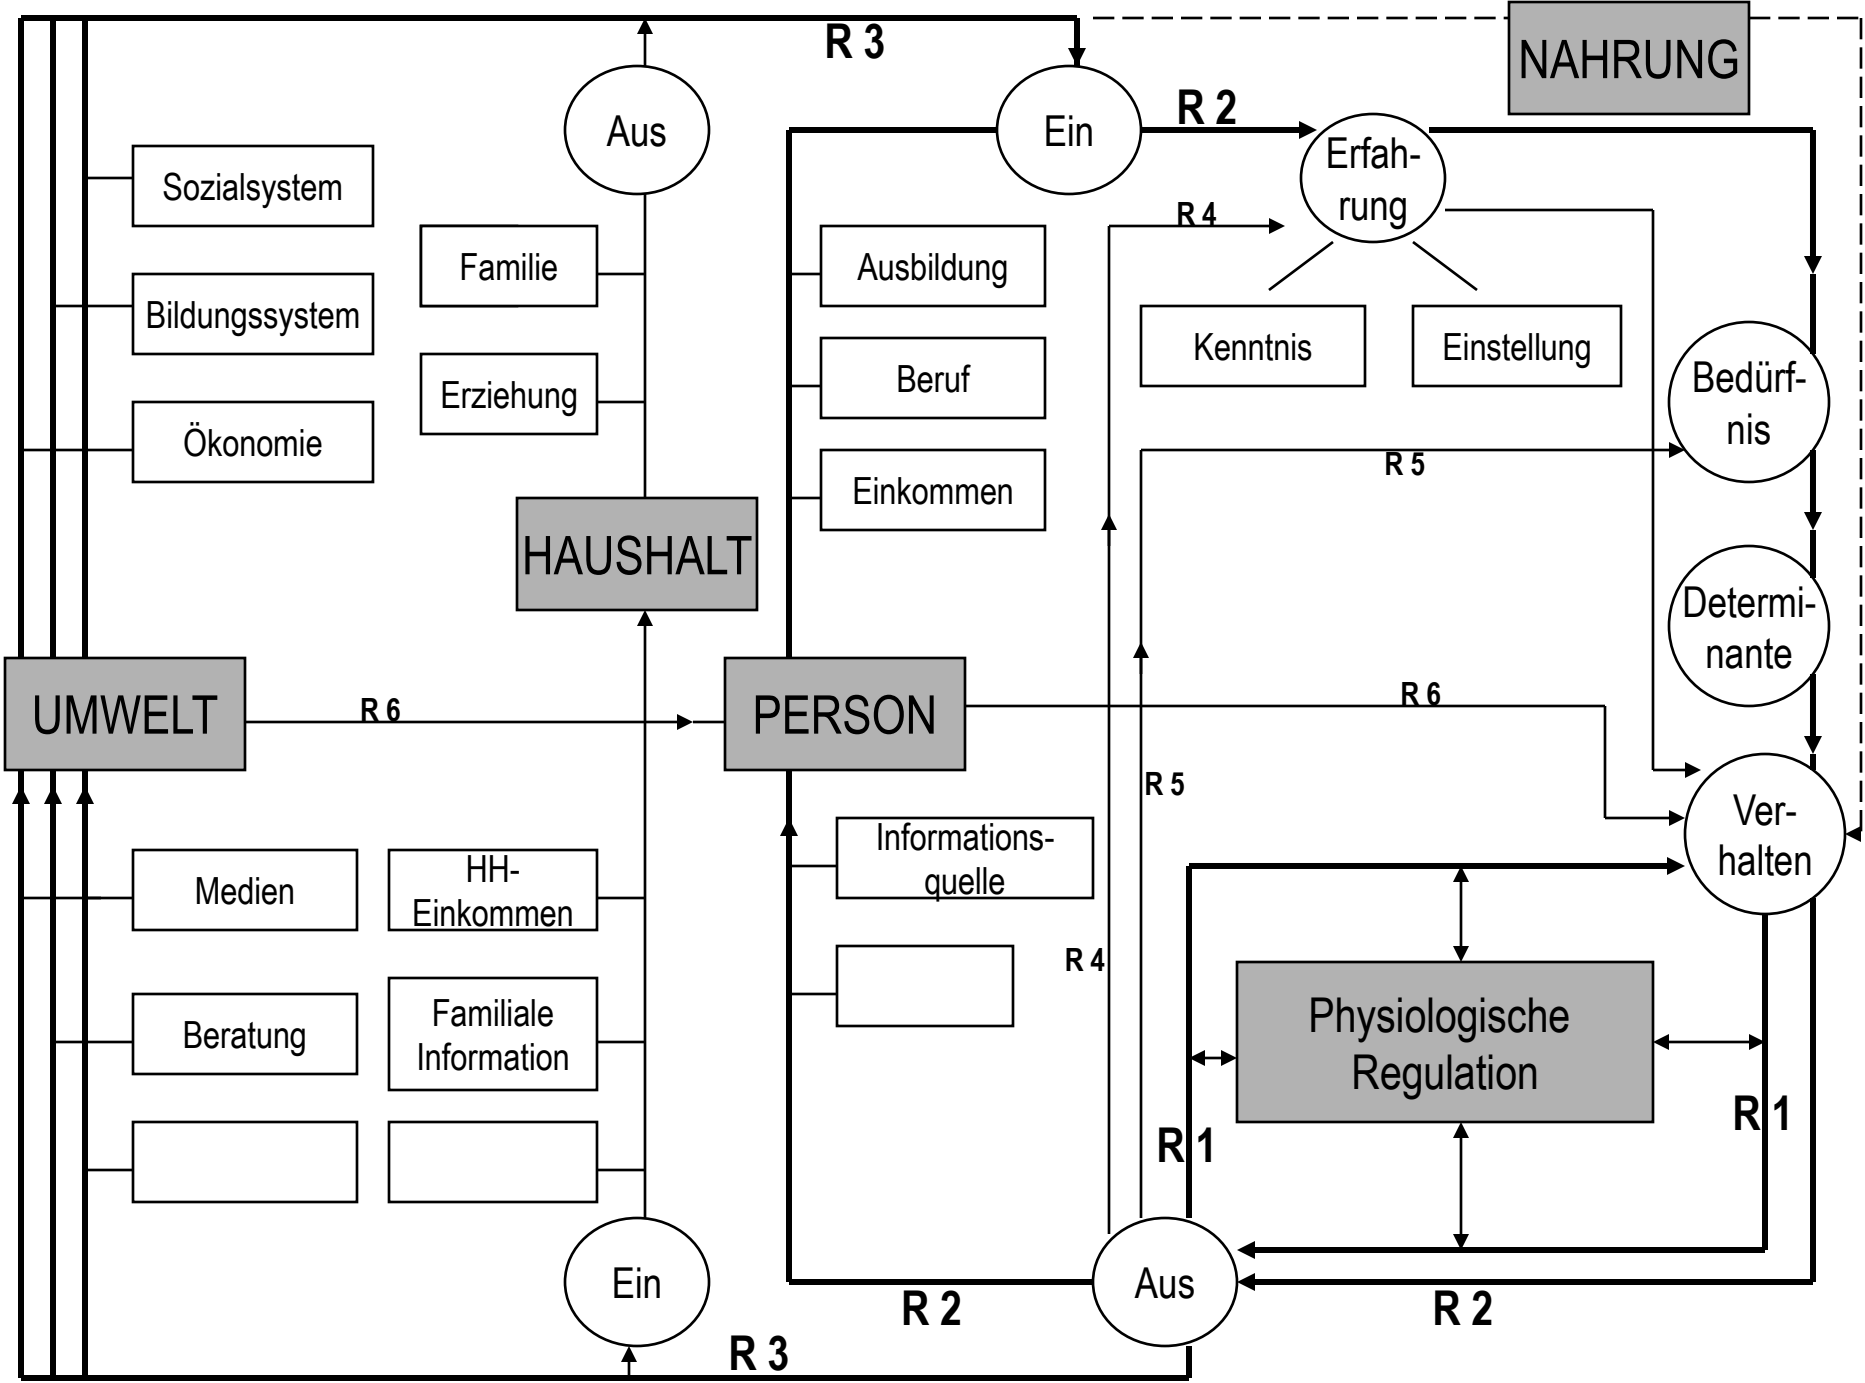 R 3
NAHRUNG
Aus
Ein
R 2
Erfah-
rung
Sozialsystem
R 4
Familie
Ausbildung
Bildungssystem
Kenntnis
Einstellung
Erziehung
Beruf
Bedürf-
nis
Ökonomie
R 5
Einkommen
HAUSHALT
Determi-
nante
UMWELT
R 6
PERSON
R 6
R 5
Ver-
halten
Medien
HH-
Einkommen
Informations-
quelle
R 4
Beratung
Familiale
Information
Physiologische
Regulation
R 1
R 1
Ein
Aus
R 2
R 2
R 3